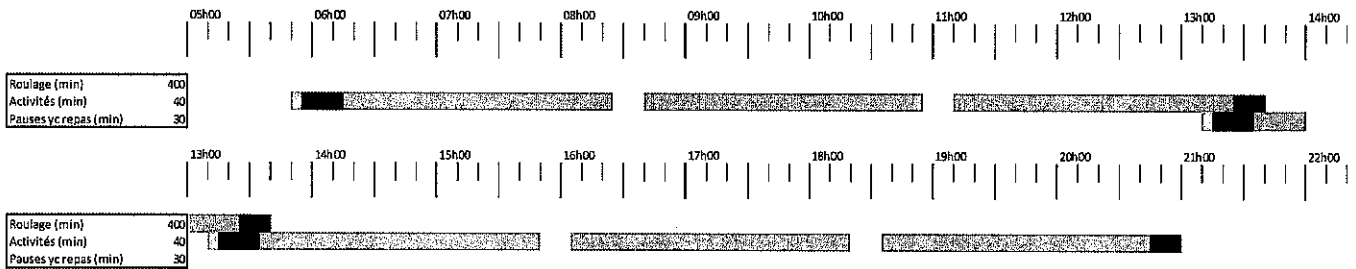 05h00 06h00 07h00 08h00 09h00 10h00 11h00 12h00 13h00 14h00
Roulage (min) 400
Activités (min) 40
Pauses yc repas (min) 30
13h00 14h00 15h00 16h00 17h00 18h00 19h00 20h00 21h00 22h00
Roulage (min) 400
Activités (min) 40
Pauses yc repas (min) 30